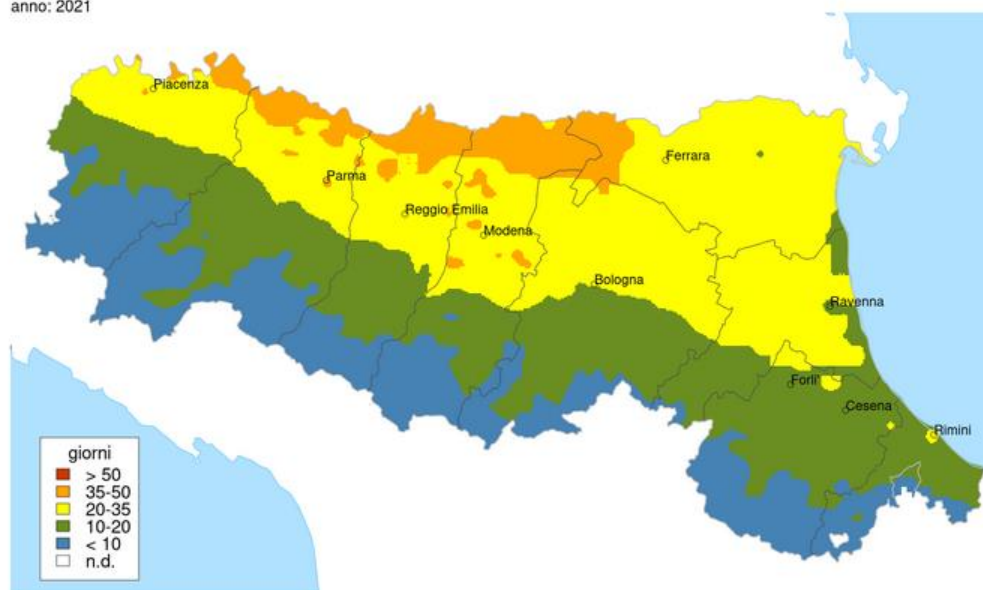 anno: 2021
Piacenza
Parma
Reggio Emilia
Modena
Ferrara
Bologna
Ravenna
Forlì'
Cesena
Rimini
giorni
> 50
35-50
20-35
10-20
< 10
n.d.